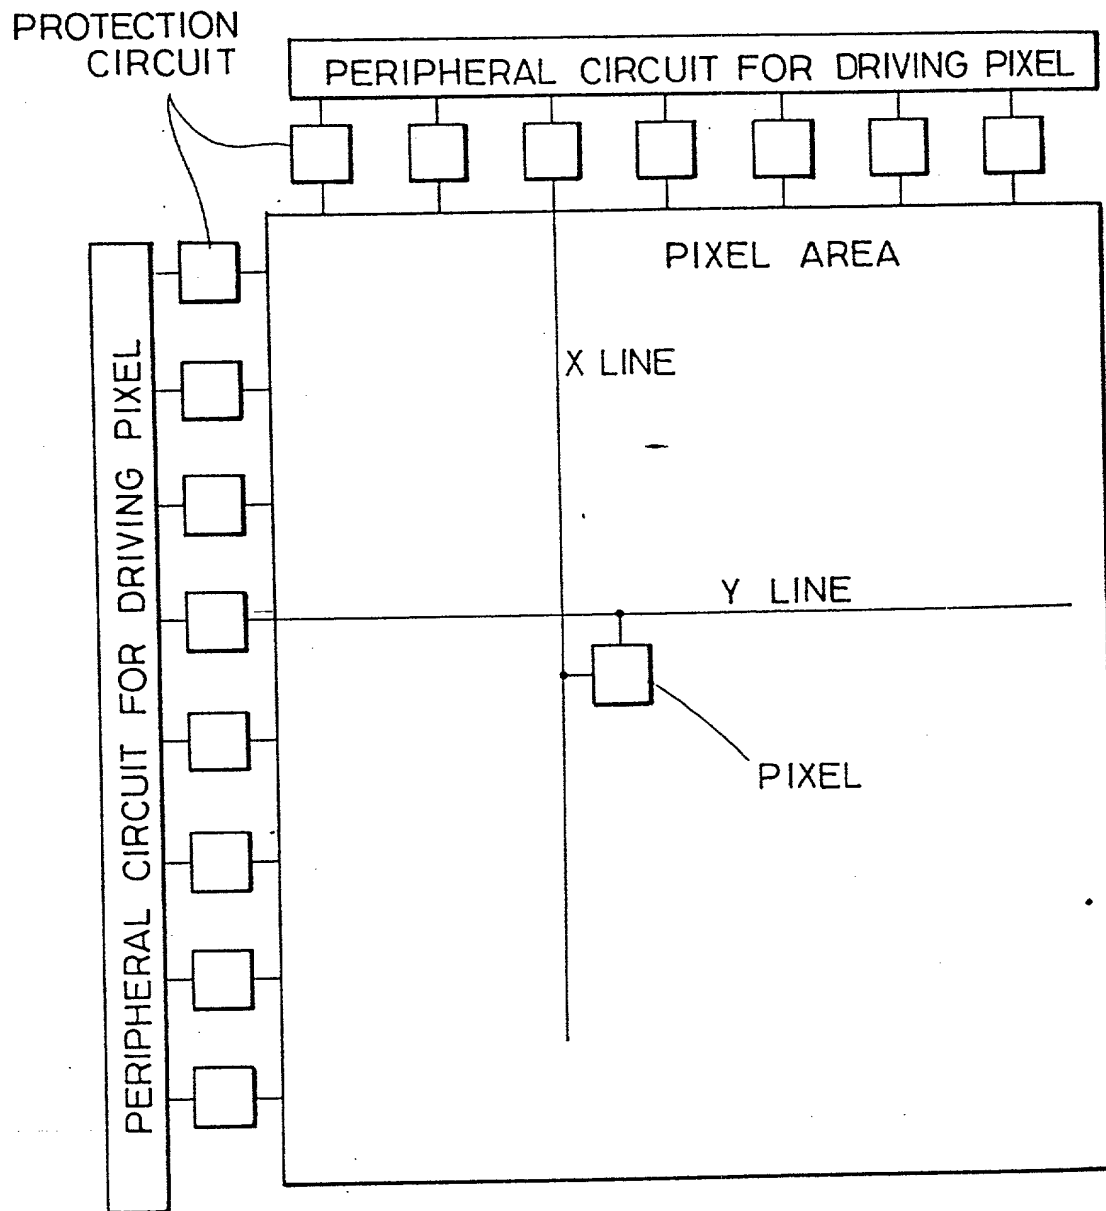 PROTECTION
CIRCUIT
PERIPHERAL CIRCUIT FOR DRIVING PIXEL
PIXEL AREA
X LINE
Y LINE
PIXEL
PERIPHERAL CIRCUIT FOR DRIVING PIXEL